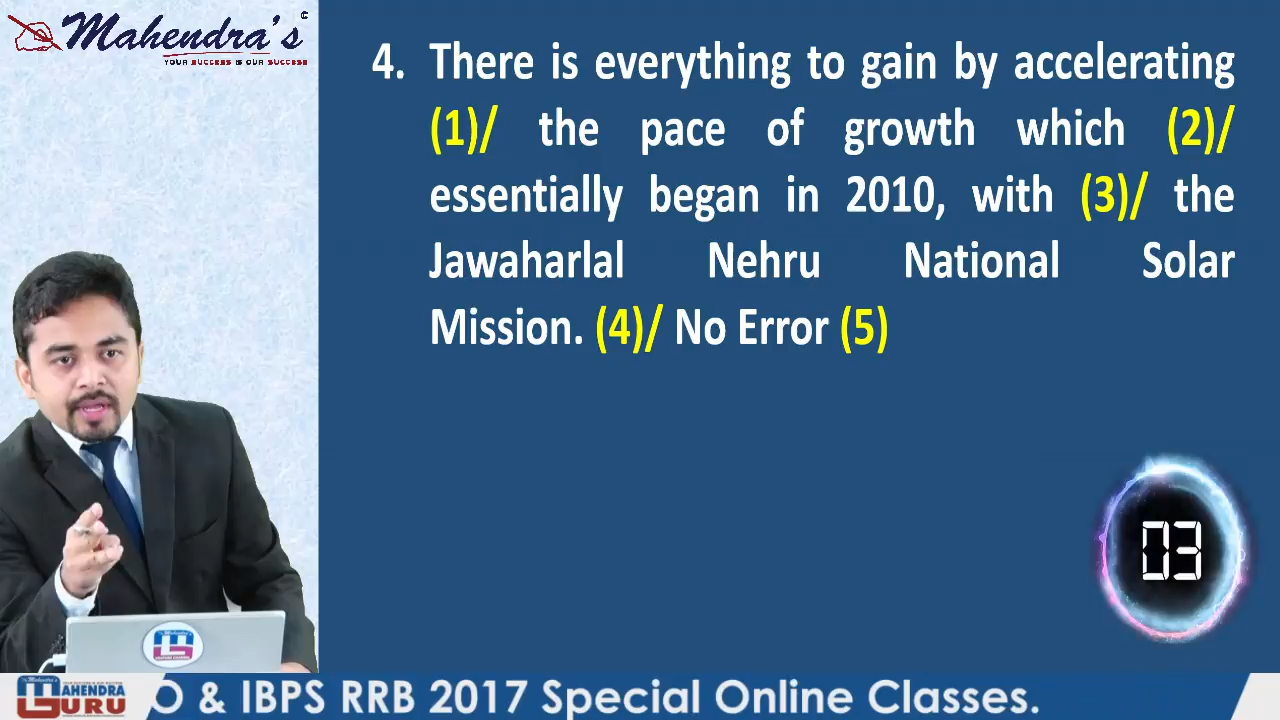 Mahendra's
YOUR SUCCESS IS OUR SUCCESS
4. There is everything to gain by accelerating
(1)/ the pace of growth which (2)/
essentially began in 2010, with (3)/ the
Jawaharlal Nehru National Solar
Mission. (4)/ No Error (5)
03
MAHENDRA
GURU
O & IBPS RRB 2017 Special Online Classes.